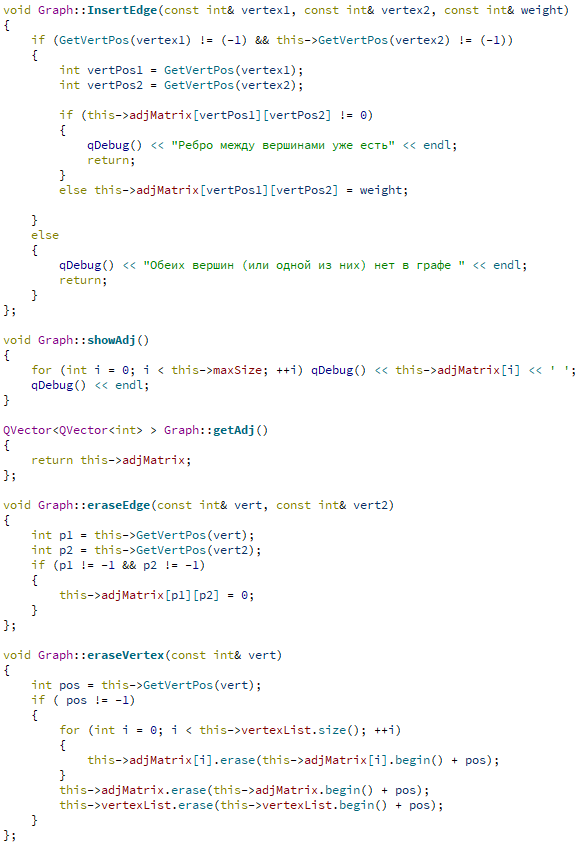 void Graph::InsertEdge(const int& vertex1, const int& vertex2, const int& weight)
{
    if (GetVertPos(vertex1) != (-1) && this->GetVertPos(vertex2) != (-1))
    {
        int vertPos1 = GetVertPos(vertex1);
        int vertPos2 = GetVertPos(vertex2);

        if (this->adjMatrix[vertPos1][vertPos2] != 0)
        {
            qDebug() << "Ребро между вершинами уже есть" << endl;
            return;
        }
        else this->adjMatrix[vertPos1][vertPos2] = weight;

    }
    else
    {
        qDebug() << "Обеих вершин (или одной из них) нет в графе " << endl;
        return;
    }
};

void Graph::showAdj()
{
    for (int i = 0; i < this->maxSize; ++i) qDebug() << this->adjMatrix[i] << ' ';
    qDebug() << endl;
}

QVector<QVector<int> > Graph::getAdj()
{
    return this->adjMatrix;
};

void Graph::eraseEdge(const int& vert, const int& vert2)
{
    int p1 = this->GetVertPos(vert);
    int p2 = this->GetVertPos(vert2);
    if (p1 != -1 && p2 != -1)
    {
        this->adjMatrix[p1][p2] = 0;
    }
};

void Graph::eraseVertex(const int& vert)
{
    int pos = this->GetVertPos(vert);
    if ( pos != -1)
    {
        for (int i = 0; i < this->vertexList.size(); ++i)
        {
            this->adjMatrix[i].erase(this->adjMatrix[i].begin() + pos);
        }
        this->adjMatrix.erase(this->adjMatrix.begin() + pos);
        this->vertexList.erase(this->vertexList.begin() + pos);
    }
};